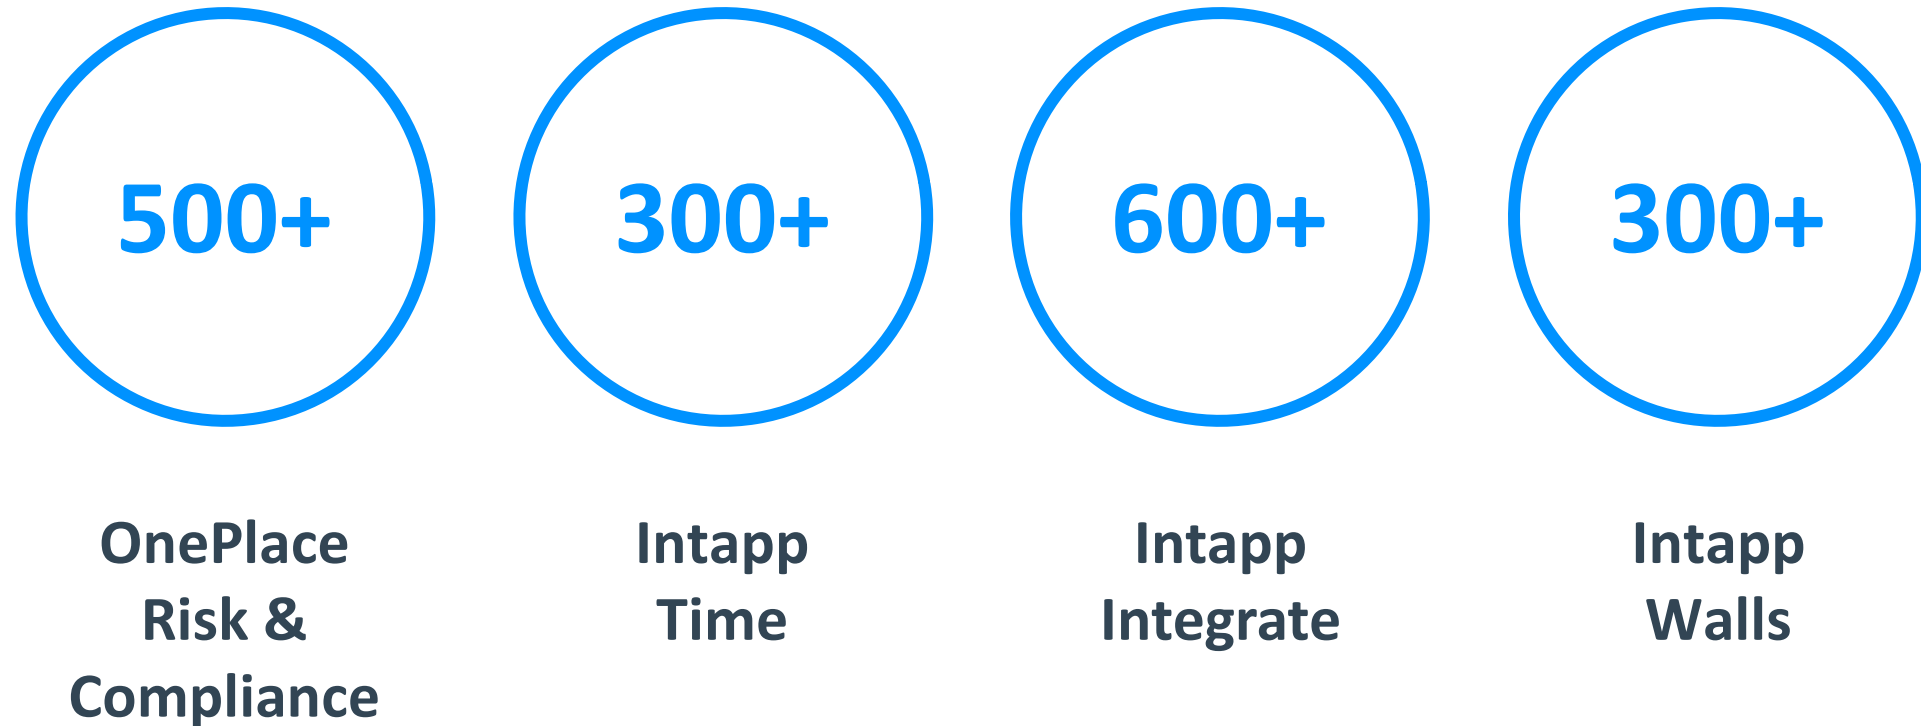 500+
300+
600+
300+
OnePlace
Risk &
Compliance
Intapp
Time
Intapp
Integrate
Intapp
Walls